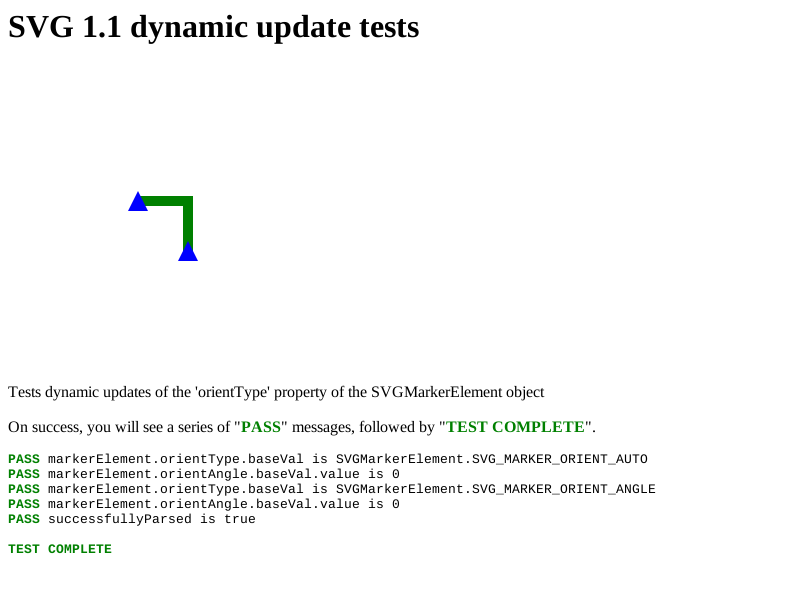 SVG 1.1 dynamic update tests
Tests dynamic updates of the 'orientType' property of the SVGMarkerElement object
On success, you will see a series of "PASS" messages, followed by "TEST COMPLETE".
PASS markerElement.orientType.baseVal is SVGMarkerElement.SVG_MARKER_ORIENT_AUTO
PASS markerElement.orientAngle.baseVal.value is 0
PASS markerElement.orientType.baseVal is SVGMarkerElement.SVG_MARKER_ORIENT_ANGLE
PASS markerElement.orientAngle.baseVal.value is 0
PASS successfullyParsed is true
TEST COMPLETE